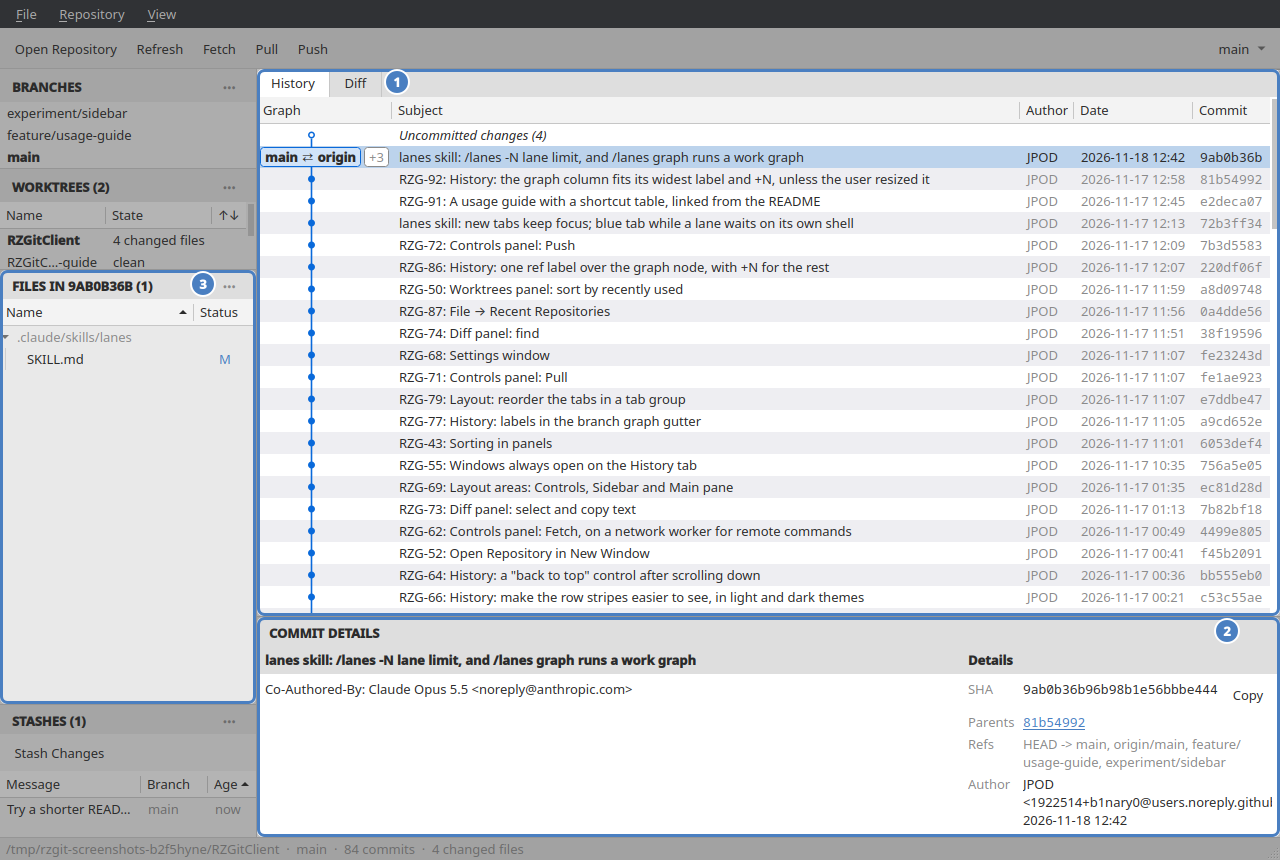 File Repository View
Open Repository Refresh Fetch Pull Push main
BRANCHES ···
experiment/sidebar
feature/usage-guide
main
WORKTREES (2) ···
Name State ↑↓
RZGitClient 4 changed files
RZGitC...-guide clean
FILES IN 9AB0B36B (1) 3 ···
Name Status
.claude/skills/lanes
SKILL.md M
STASHES (1) ···
Stash Changes
Message Branch Age
Try a shorter READ... main now
History Diff 1
Graph Subject Author Date Commit
Uncommitted changes (4)
main ⇄ origin +3 lanes skill: /lanes -N lane limit, and /lanes graph runs a work graph JPOD 2026-11-18 12:42 9ab0b36b
RZG-92: History: the graph column fits its widest label and +N, unless the user resized it JPOD 2026-11-17 12:58 81b54992
RZG-91: A usage guide with a shortcut table, linked from the README JPOD 2026-11-17 12:45 e2deca07
lanes skill: new tabs keep focus; blue tab while a lane waits on its own shell JPOD 2026-11-17 12:13 72b3ff34
RZG-72: Controls panel: Push JPOD 2026-11-17 12:09 7b3d5583
RZG-86: History: one ref label over the graph node, with +N for the rest JPOD 2026-11-17 12:07 220df06f
RZG-50: Worktrees panel: sort by recently used JPOD 2026-11-17 11:59 a8d09748
RZG-87: File → Recent Repositories JPOD 2026-11-17 11:56 0a4dde56
RZG-74: Diff panel: find JPOD 2026-11-17 11:51 38f19596
RZG-68: Settings window JPOD 2026-11-17 11:07 fe23243d
RZG-71: Controls panel: Pull JPOD 2026-11-17 11:07 fe1ae923
RZG-79: Layout: reorder the tabs in a tab group JPOD 2026-11-17 11:07 e7ddbe47
RZG-77: History: labels in the branch graph gutter JPOD 2026-11-17 11:05 a9cd652e
RZG-43: Sorting in panels JPOD 2026-11-17 11:01 6053def4
RZG-55: Windows always open on the History tab JPOD 2026-11-17 10:35 756a5e05
RZG-69: Layout areas: Controls, Sidebar and Main pane JPOD 2026-11-17 01:35 ec81d28d
RZG-73: Diff panel: select and copy text JPOD 2026-11-17 01:13 7b82bf18
RZG-62: Controls panel: Fetch, on a network worker for remote commands JPOD 2026-11-17 00:49 4499e805
RZG-52: Open Repository in New Window JPOD 2026-11-17 00:41 f45b2091
RZG-64: History: a "back to top" control after scrolling down JPOD 2026-11-17 00:36 bb555eb0
RZG-66: History: make the row stripes easier to see, in light and dark themes JPOD 2026-11-17 00:21 c53c55ae
COMMIT DETAILS 2
lanes skill: /lanes -N lane limit, and /lanes graph runs a work graph
Co-Authored-By: Claude Opus 5.5 <noreply@anthropic.com>
Details
SHA 9ab0b36b96b98b1e56bbbe444 Copy
Parents 81b54992
Refs HEAD -> main, origin/main, feature/
usage-guide, experiment/sidebar
Author JPOD
<1922514+b1nary0@users.noreply.githul
2026-11-18 12:42
/tmp/rzgit-screenshots-b2f5hyne/RZGitClient · main · 84 commits · 4 changed files